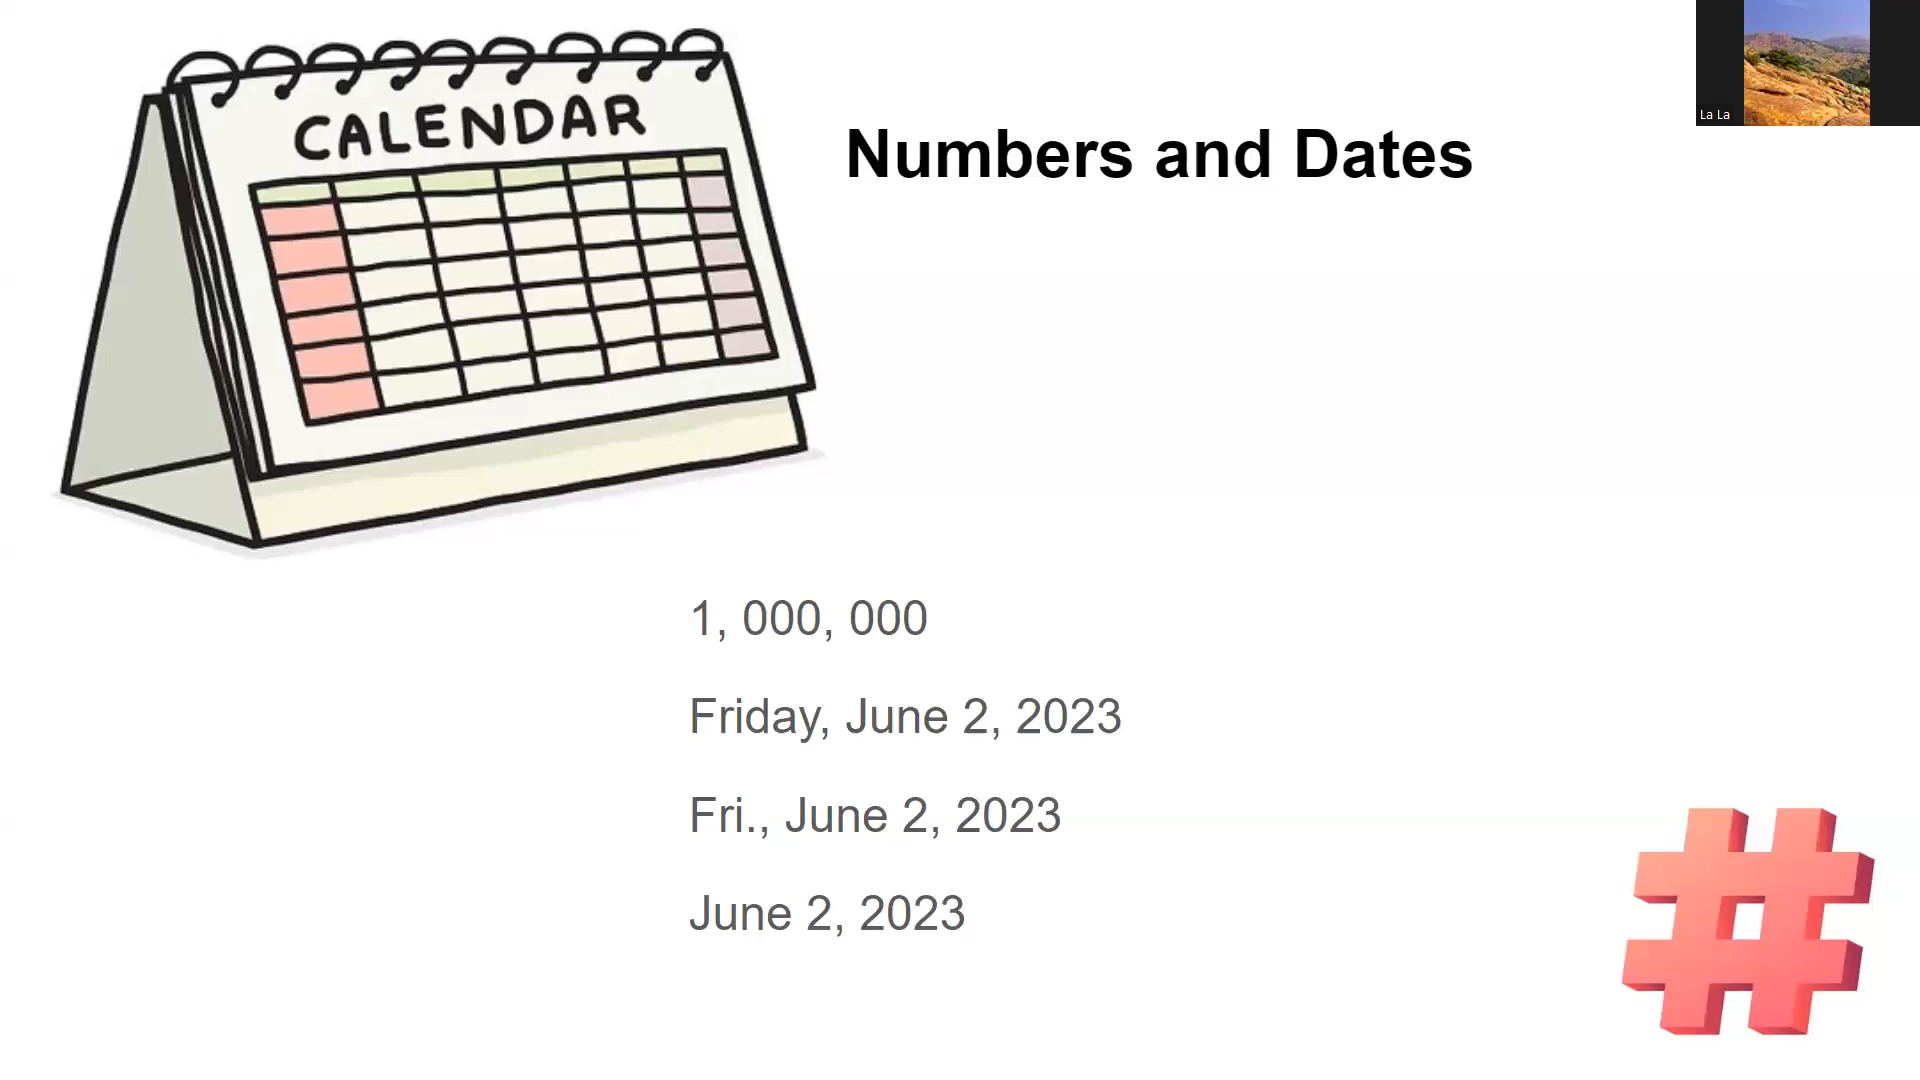 CALENDAR
Numbers and Dates
La La
1, 000, 000
Friday, June 2, 2023
Fri., June 2, 2023
June 2, 2023
#